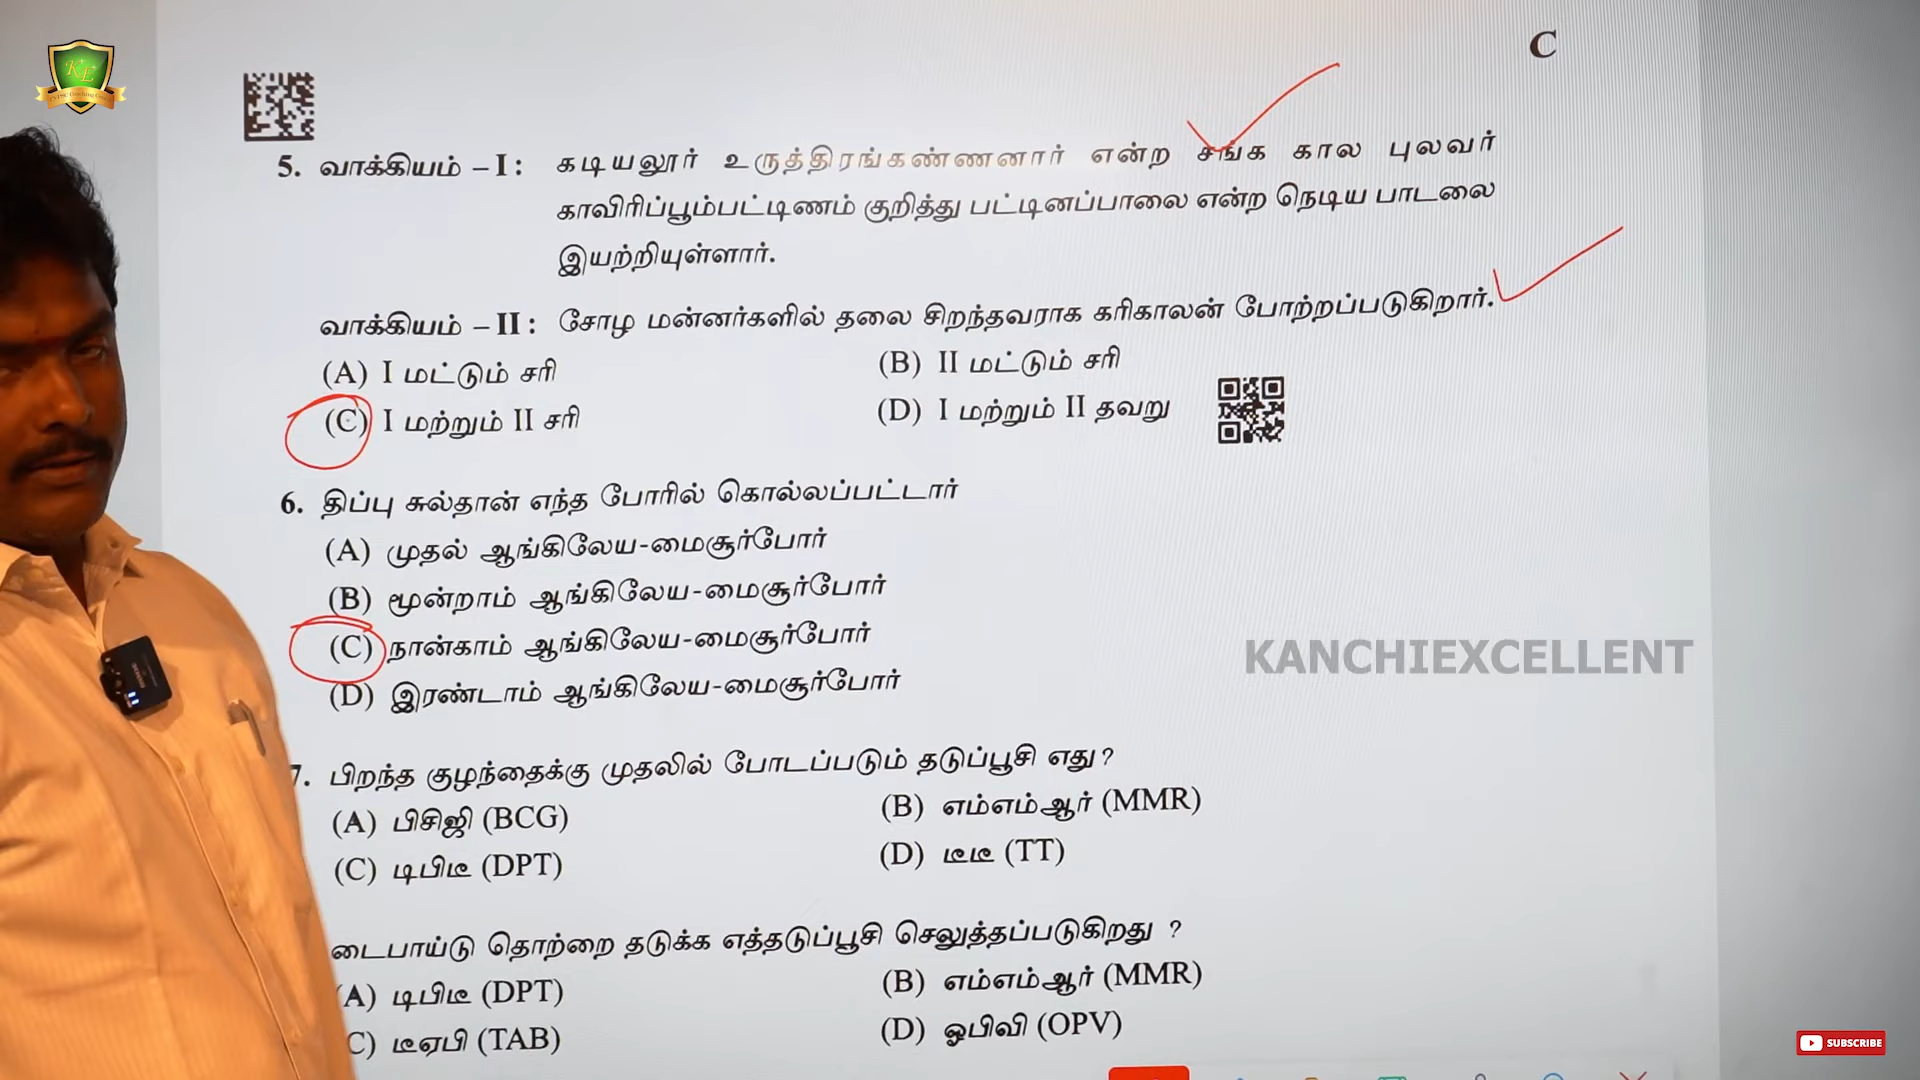 C
5. வாக்கியம் – I : கடியலூர் உருத்திரங்கண்ணனார் என்ற சங்க கால புலவர்
காவிரிப்பூம்பட்டிணம் குறித்து பட்டினப்பாலை என்ற நெடிய பாடலை
இயற்றியுள்ளார்.
வாக்கியம் – II : சோழ மன்னர்களில் தலை சிறந்தவராக கரிகாலன் போற்றப்படுகிறார்.
(A) I மட்டும் சரி (B) II மட்டும் சரி
(C) I மற்றும் II சரி (D) I மற்றும் II தவறு
6. திப்பு சுல்தான் எந்த போரில் கொல்லப்பட்டார்
(A) முதல் ஆங்கிலேய-மைசூர்போர்
(B) மூன்றாம் ஆங்கிலேய-மைசூர்போர்
(C) நான்காம் ஆங்கிலேய-மைசூர்போர்
(D) இரண்டாம் ஆங்கிலேய-மைசூர்போர்
KANCHIEXCELLENT
7. பிறந்த குழந்தைக்கு முதலில் போடப்படும் தடுப்பூசி எது?
(A) பிசிஜி (BCG) (B) எம்எம்ஆர் (MMR)
(C) டிபிடீ (DPT) (D) டீடீ (TT)
டைபாய்டு தொற்றை தடுக்க எத்தடுப்பூசி செலுத்தப்படுகிறது ?
(A) டிபிடீ (DPT) (B) எம்எம்ஆர் (MMR)
C) டீஏபி (TAB) (D) ஓபிவி (OPV)
SUBSCRIBE